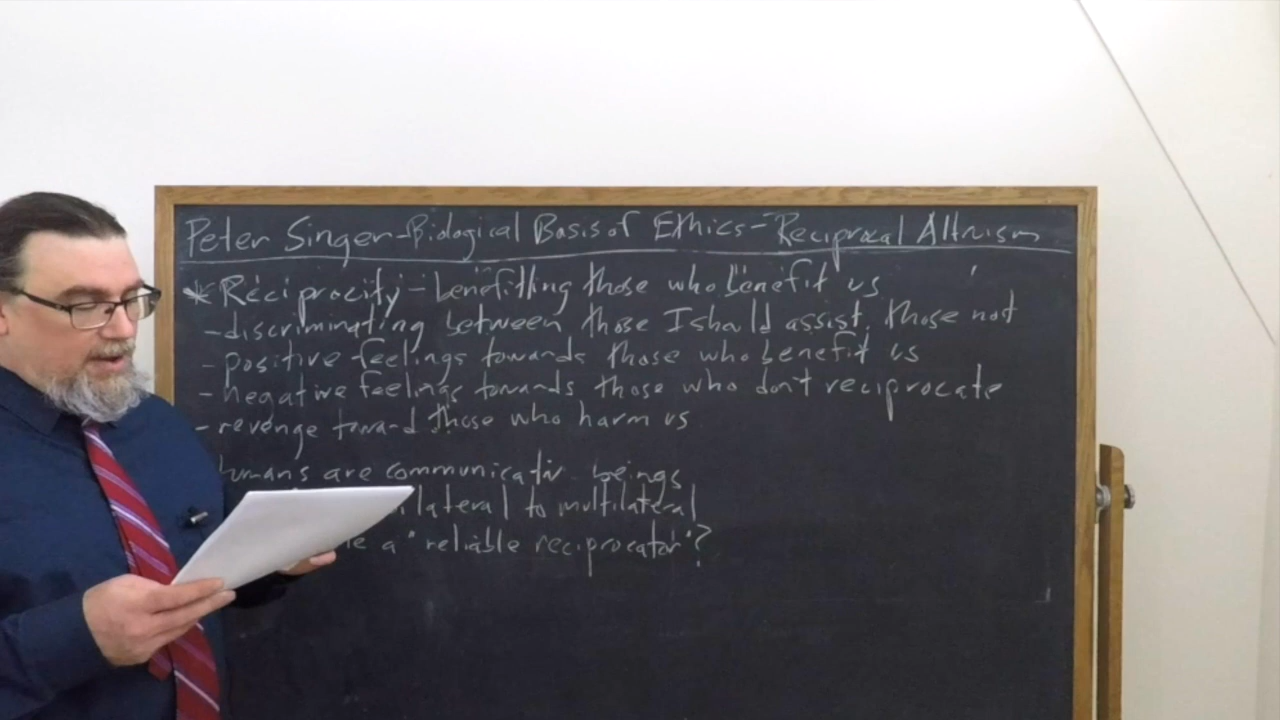 Peter Singer - Biological Basis of Ethics - Reciprocal Altruism
* Reciprocity - benefitting those who benefit us
- discriminating between those I should assist, those not
- positive feelings towards those who benefit us
- negative feelings towards those who don't reciprocate
- revenge toward those who harm us
humans are communicativ beings
ilateral to multilateral
a "reliable reciprocator"?